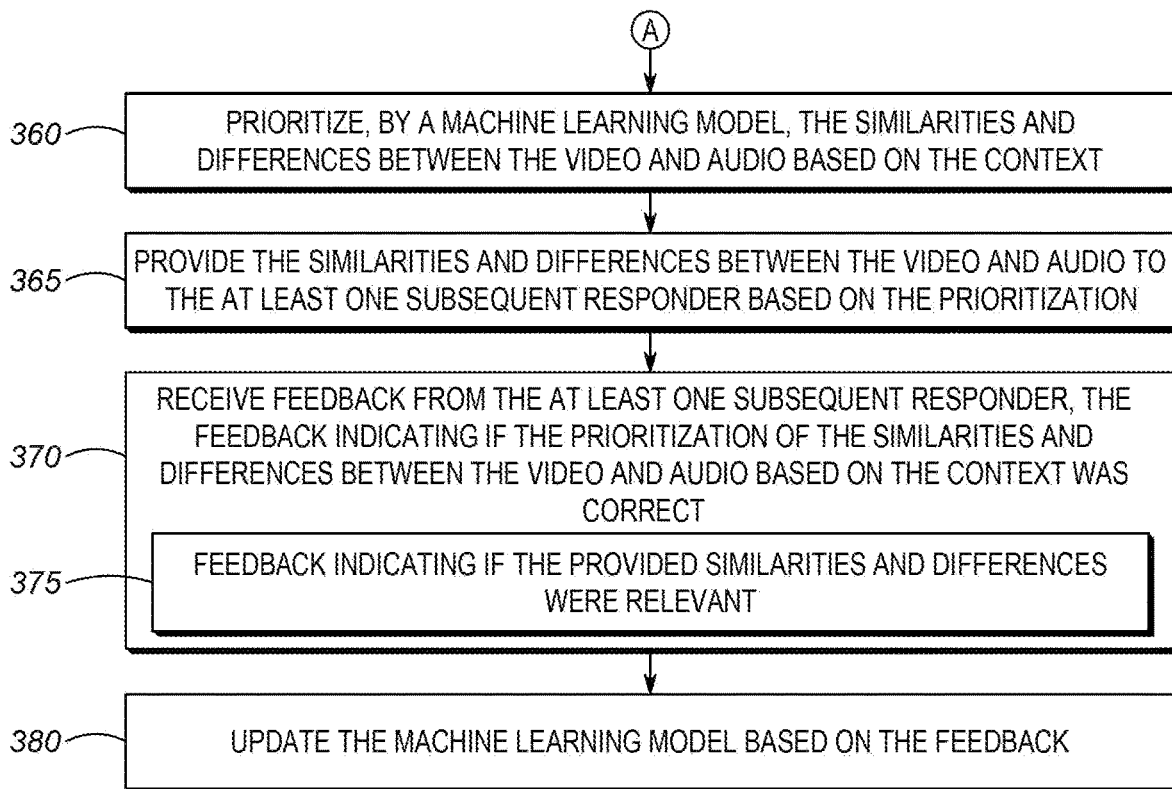 A
360
PRIORITIZE, BY A MACHINE LEARNING MODEL, THE SIMILARITIES AND
DIFFERENCES BETWEEN THE VIDEO AND AUDIO BASED ON THE CONTEXT
365
PROVIDE THE SIMILARITIES AND DIFFERENCES BETWEEN THE VIDEO AND AUDIO TO
THE AT LEAST ONE SUBSEQUENT RESPONDER BASED ON THE PRIORITIZATION
370
RECEIVE FEEDBACK FROM THE AT LEAST ONE SUBSEQUENT RESPONDER, THE
FEEDBACK INDICATING IF THE PRIORITIZATION OF THE SIMILARITIES AND
DIFFERENCES BETWEEN THE VIDEO AND AUDIO BASED ON THE CONTEXT WAS
CORRECT
375
FEEDBACK INDICATING IF THE PROVIDED SIMILARITIES AND DIFFERENCES
WERE RELEVANT
380
UPDATE THE MACHINE LEARNING MODEL BASED ON THE FEEDBACK